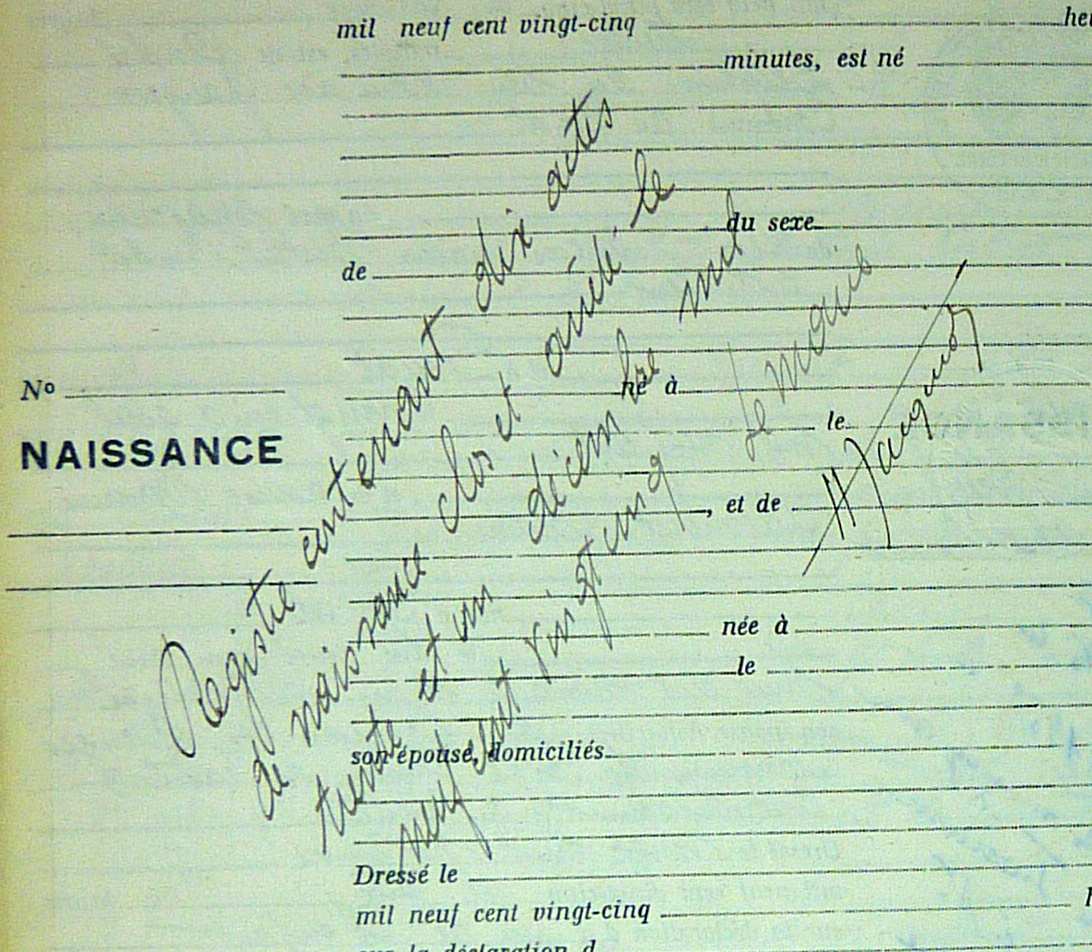 mil neuf cent vingt-cinq
minutes, est né
du sexe
de
né à
No
le
NAISSANCE
, et de
née à
le
son épouse, domiciliés
Dressé le
mil neuf cent vingt-cinq
Registre contenant dix actes
de naissance clos et arrêté le
trente et un décembre mil
neuf cent vingt cinq
Le Maire